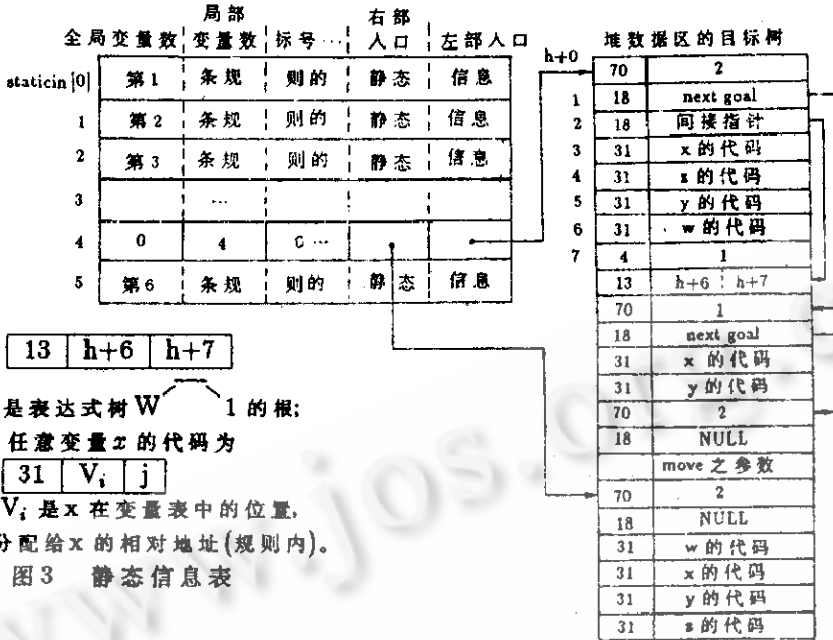 全局变量数 局部变量数 标号… 右部入口 左部入口
staticin[0] 第1 条规 则的 静态 信息
1 第2 条规 则的 静态 信息
2 第3 条规 则的 静态 信息
3 …
4 0 4 …
5 第6 条规 则的 静态 信息
13 h+6 h+7
是表达式树W 1的根;
任意变量x的代码为
31 Vi j
Vi是x在变量表中的位置.
分配给x的相对地址(规则内)。
图3 静态信息表
堆数据区的目标树
h+0 70 2
1 18 next goal
2 18 间接指针
3 31 x的代码
4 31 z的代码
5 31 y的代码
6 31 w的代码
7 4 1
13 h+6 h+7
70 1
18 next goal
31 x的代码
31 y的代码
70 2
18 NULL
move之参数
70 2
18 NULL
31 w的代码
31 x的代码
31 y的代码
31 z的代码
www.jos.org.